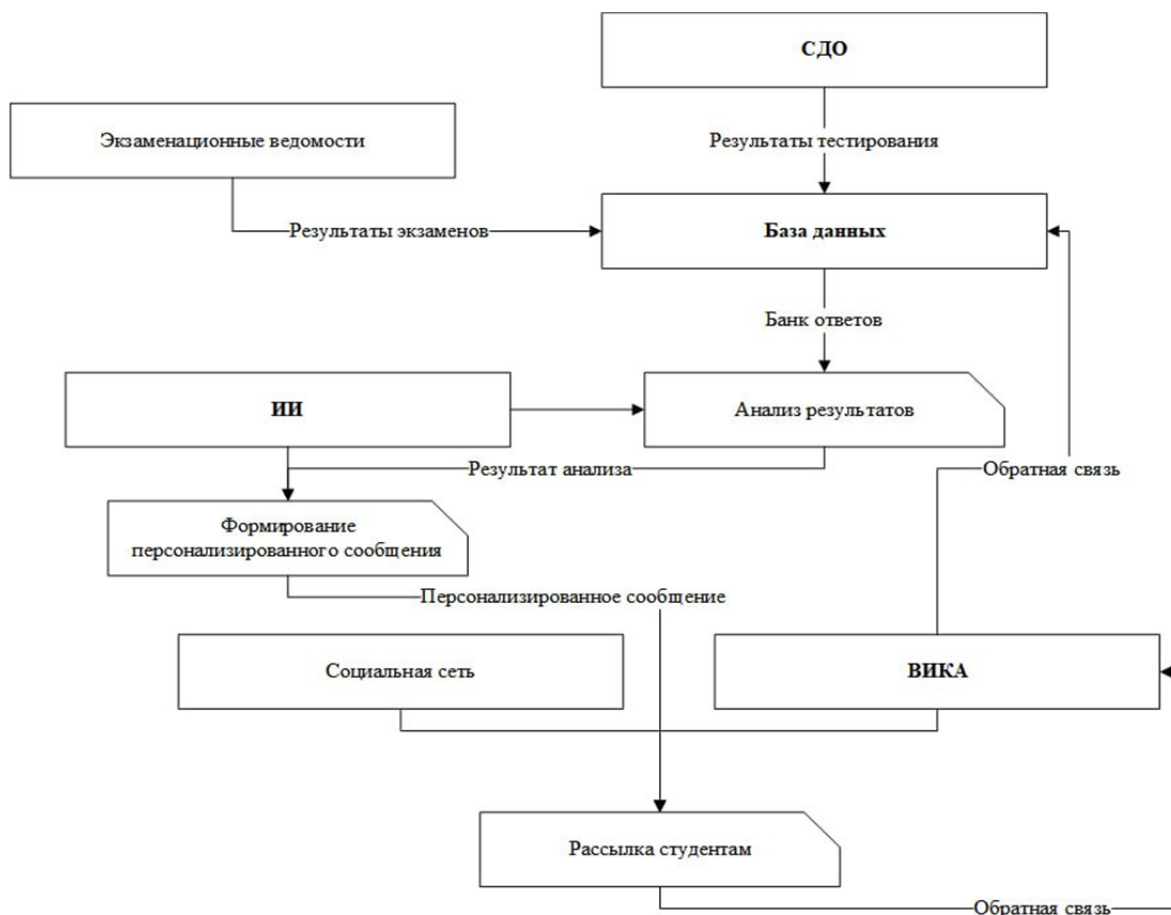 СДО
Экзаменационные ведомости
Результаты тестирования
Результаты экзаменов
База данных
Банк ответов
ИИ
Анализ результатов
Результат анализа
Обратная связь
Формирование
персонализированного сообщения
Персонализированное сообщение
Социальная сеть
ВИКА
Рассылка студентам
Обратная связь